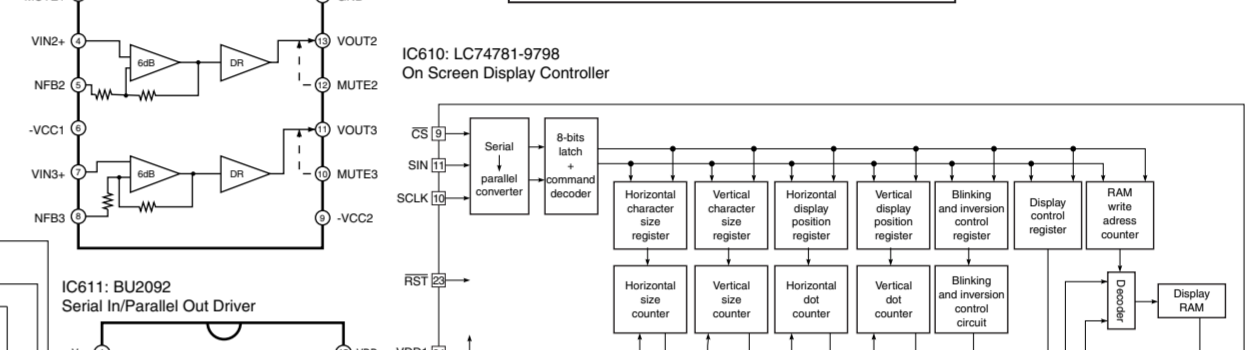 VIN2+ 4
6dB
DR
13 VOUT2
NFB2 5
12 MUTE2
-VCC1 6
11 VOUT3
VIN3+ 7
6dB
DR
10 MUTE3
NFB3 8
9 -VCC2
IC611: BU2092
Serial In/Parallel Out Driver
IC610: LC74781-9798
On Screen Display Controller
CS 9
SIN 11
SCLK 10
RST 23
Serial
parallel
converter
8-bits
latch
+
command
decoder
Horizontal
character
size
register
Vertical
character
size
register
Horizontal
display
position
register
Vertical
display
position
register
Blinking
and inversion
control
register
Display
control
register
RAM
write
adress
counter
Horizontal
size
counter
Vertical
size
counter
Horizontal
dot
counter
Vertical
dot
counter
Blinking
and inversion
control
circuit
Decoder
Display
RAM